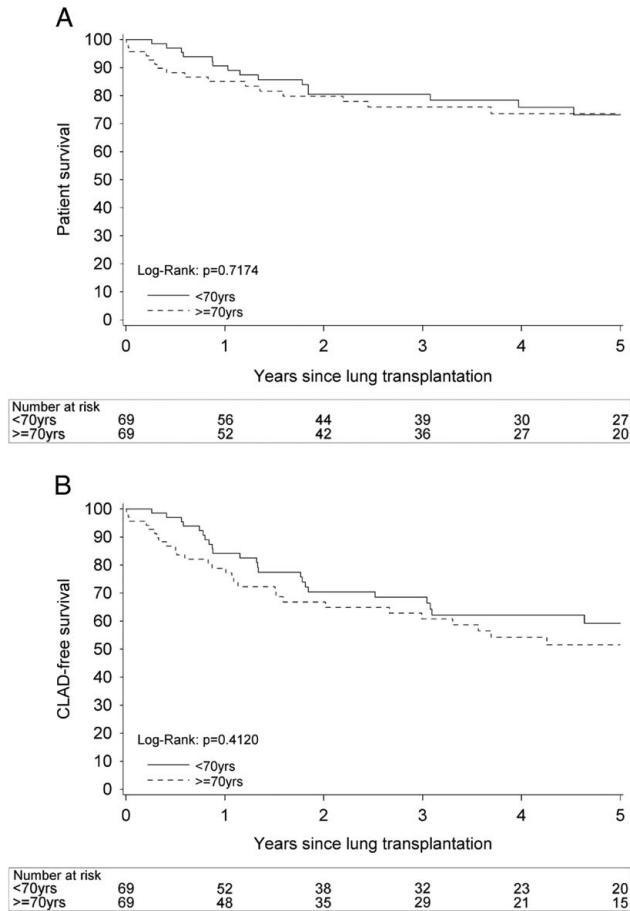 A
100
90
80
70
60
50
40
30
20
10
0
Patient survival
Log-Rank: p=0.7174
<70yrs
>=70yrs
0 1 2 3 4 5
Years since lung transplantation
Number at risk
<70yrs 69 56 44 39 30 27
>=70yrs 69 52 42 36 27 20
B
100
90
80
70
60
50
40
30
20
10
0
CLAD-free survival
Log-Rank: p=0.4120
<70yrs
>=70yrs
0 1 2 3 4 5
Years since lung transplantation
Number at risk
<70yrs 69 52 38 32 23 20
>=70yrs 69 48 35 29 21 15